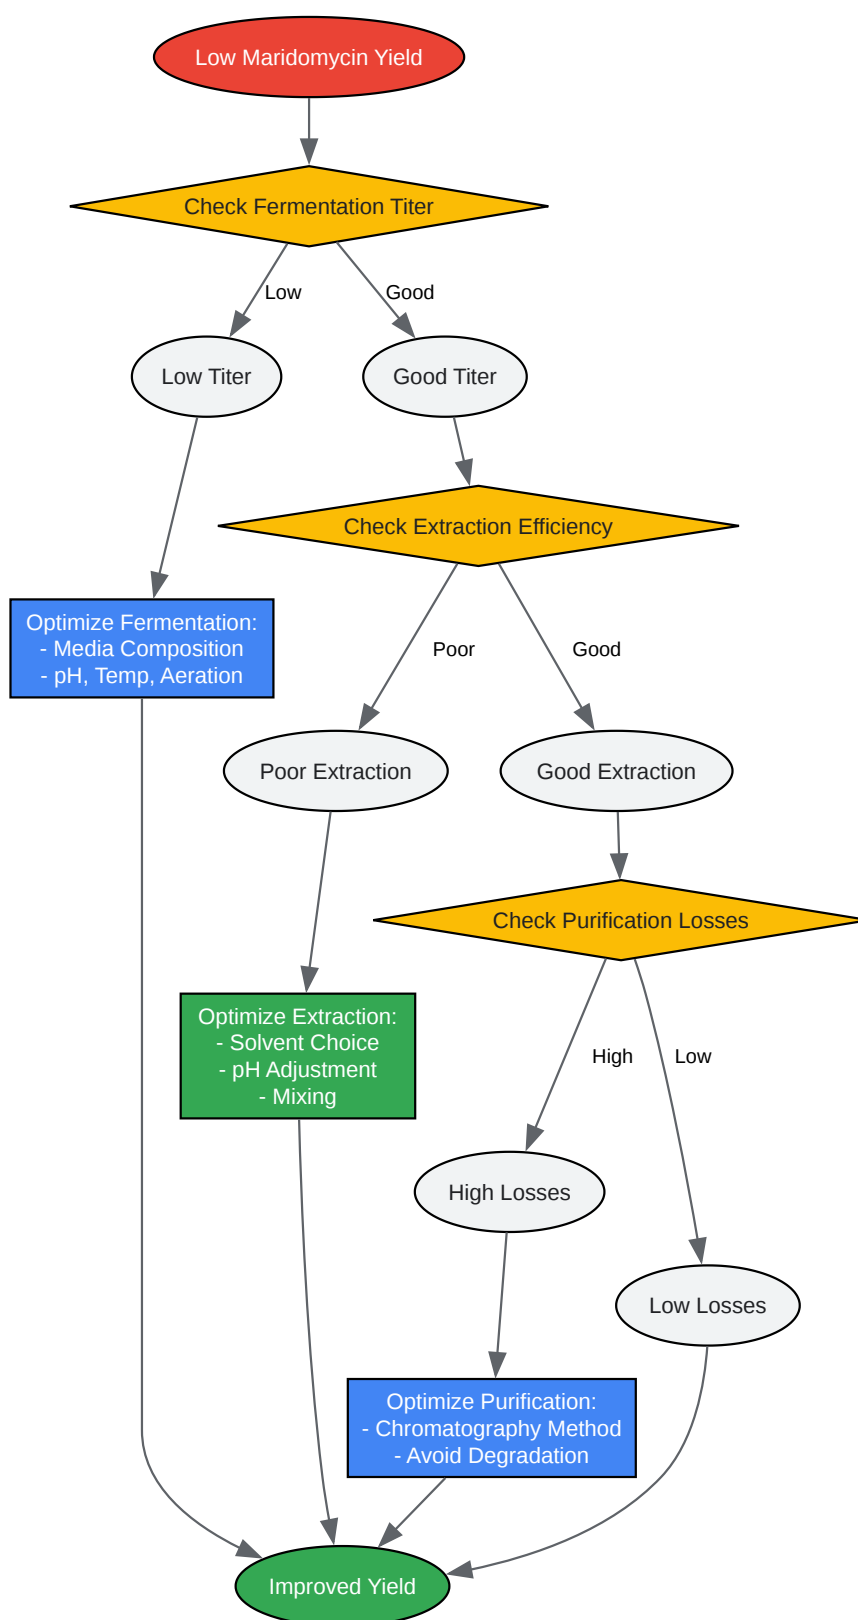 Low Maridomycin Yield
Check Fermentation Titer
Low
Good
Low Titer
Good Titer
Check Extraction Efficiency
Optimize Fermentation:
- Media Composition
- pH, Temp, Aeration
Poor
Good
Poor Extraction
Good Extraction
Check Purification Losses
Optimize Extraction:
- Solvent Choice
- pH Adjustment
- Mixing
High
Low
High Losses
Low Losses
Optimize Purification:
- Chromatography Method
- Avoid Degradation
Improved Yield